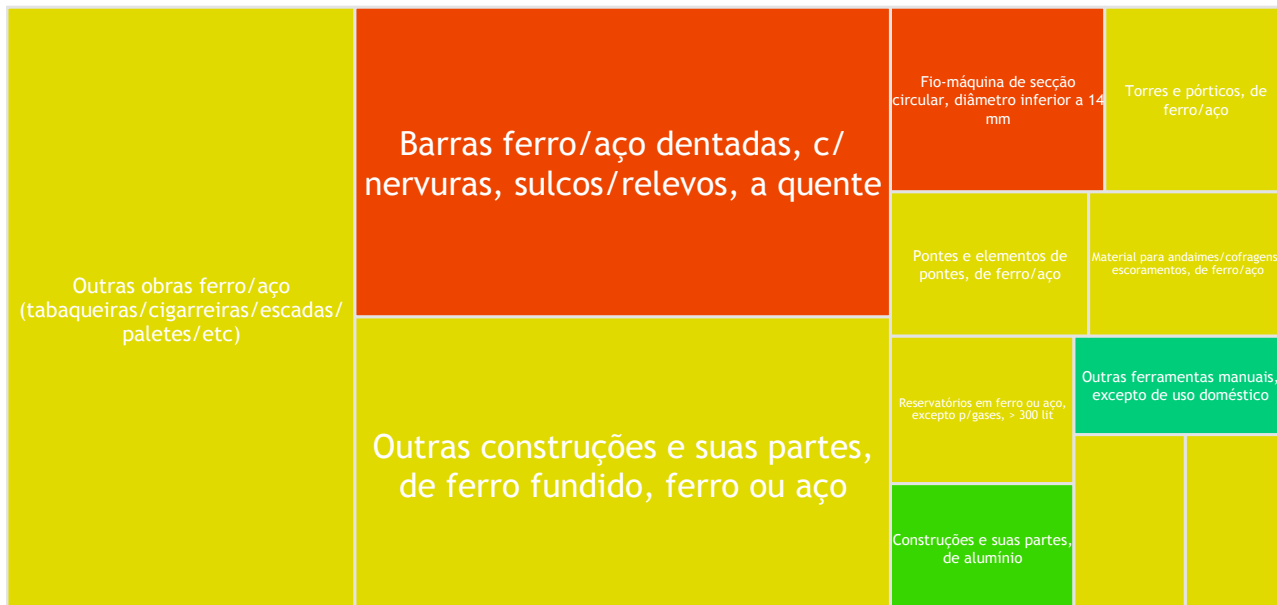 Outras obras ferro/aço
(tabaqueiras/cigarreiras/escadas/
paletes/etc)
Barras ferro/aço dentadas, c/
nervuras, sulcos/relevos, a quente
Outras construções e suas partes,
de ferro fundido, ferro ou aço
Fio-máquina de secção
circular, diâmetro inferior a 14
mm
Torres e pórticos, de
ferro/aço
Pontes e elementos de
pontes, de ferro/aço
Material para andaimes/cofragens
escoramentos, de ferro/aço
Reservatórios em ferro ou aço,
excepto p/gases, > 300 lit
Outras ferramentas manuais,
excepto de uso doméstico
Construções e suas partes,
de alumínio